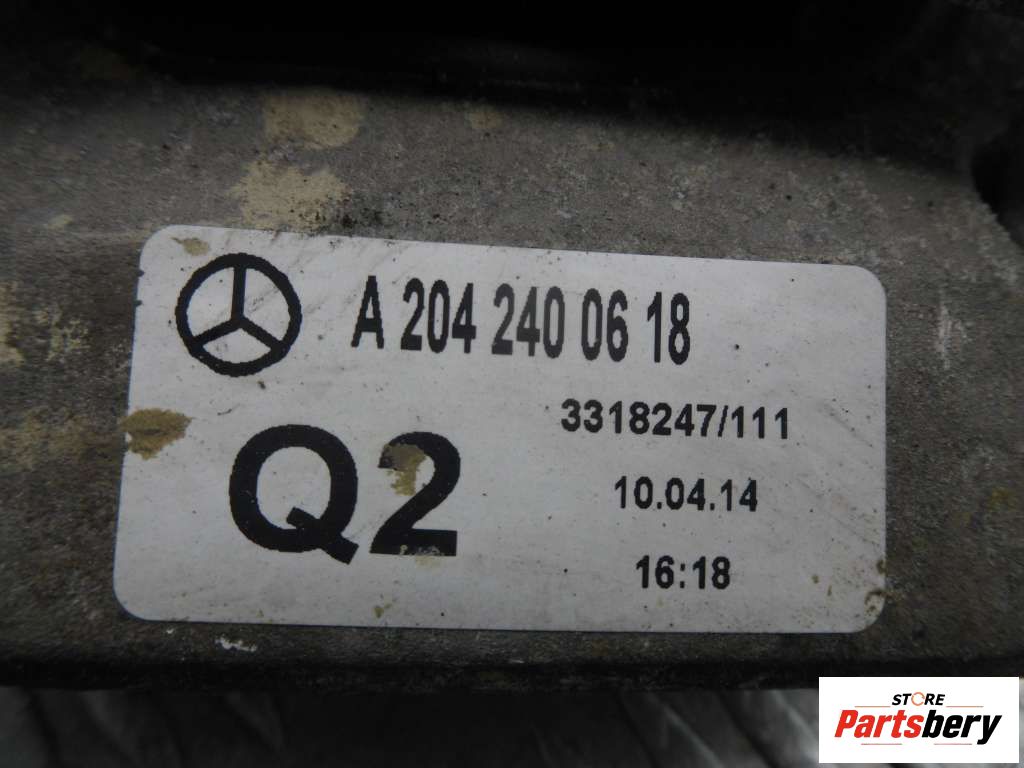 A 204 240 06 18
3318247/111
Q2
10.04.14
16:18
STORE
Partsbery